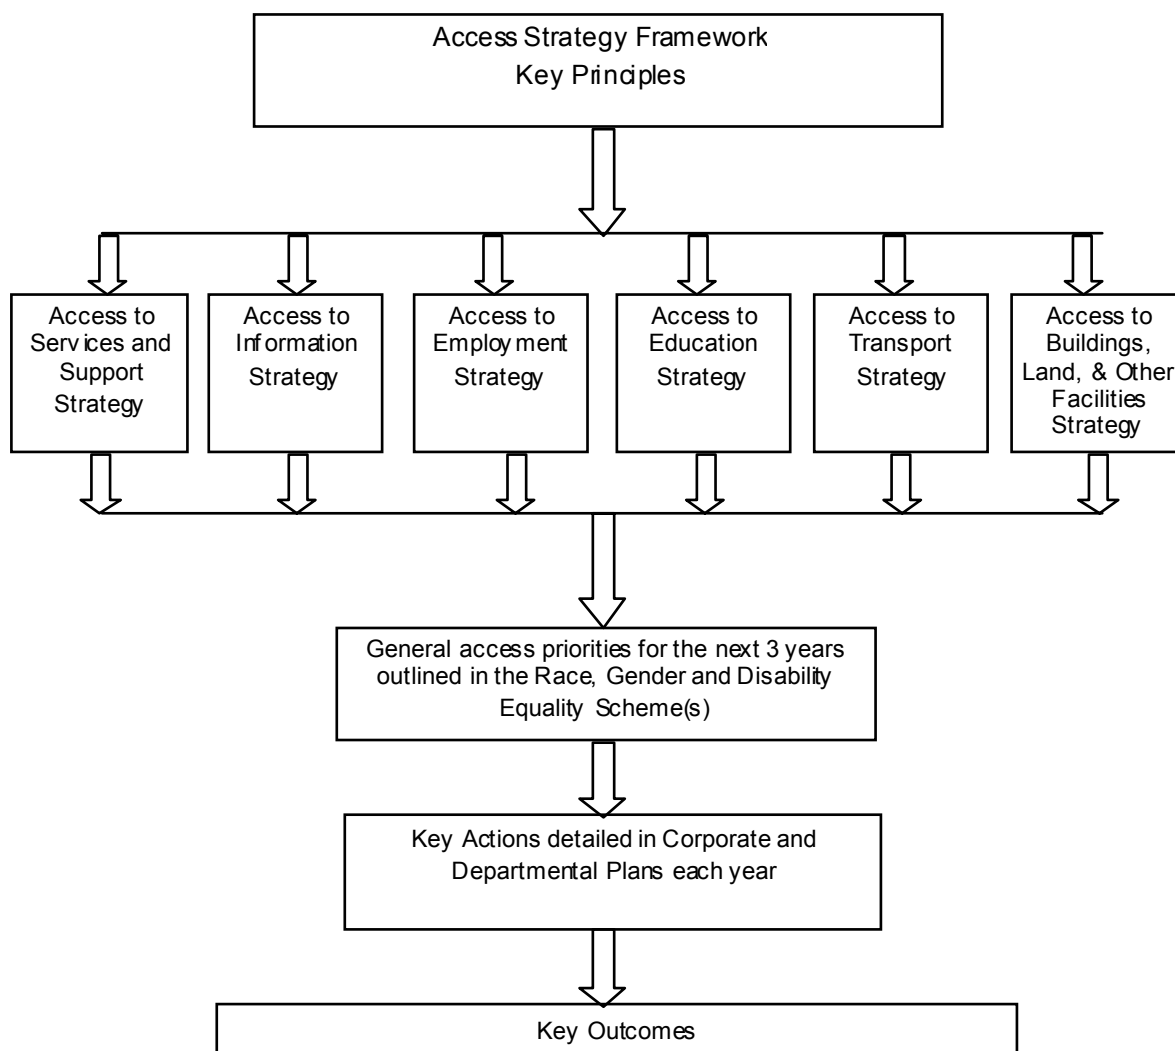 Access Strategy Framework
Key Principles
Access to
Services and
Support
Strategy
Access to
Information
Strategy
Access to
Employment
Strategy
Access to
Education
Strategy
Access to
Transport
Strategy
Access to
Buildings,
Land, & Other
Facilities
Strategy
General access priorities for the next 3 years
outlined in the Race, Gender and Disability
Equality Scheme(s)
Key Actions detailed in Corporate and
Departmental Plans each year
Key Outcomes